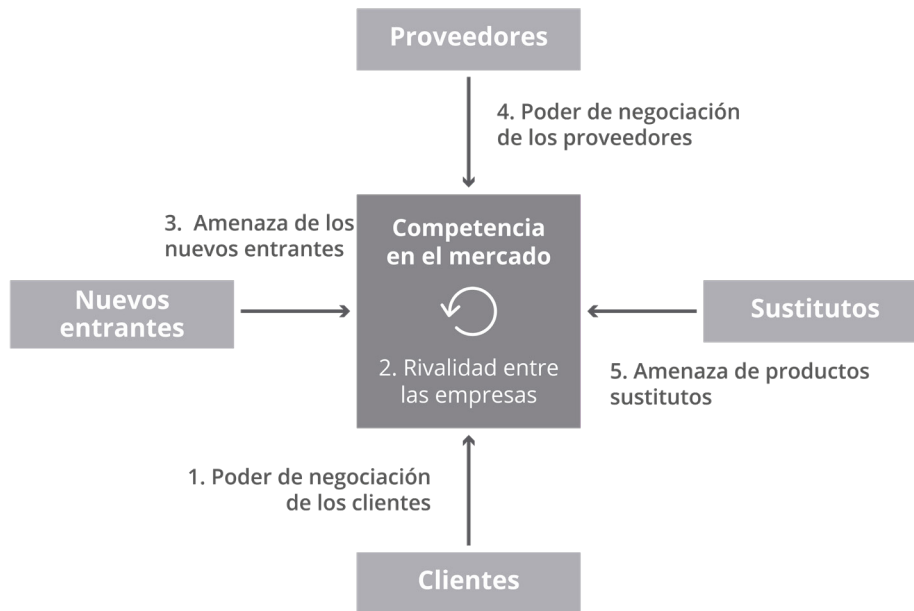 Proveedores
4. Poder de negociación
de los proveedores
3. Amenaza de los
nuevos entrantes
Competencia
en el mercado
Nuevos
entrantes
Sustitutos
2. Rivalidad entre
las empresas
5. Amenaza de productos
sustitutos
1. Poder de negociación
de los clientes
Clientes